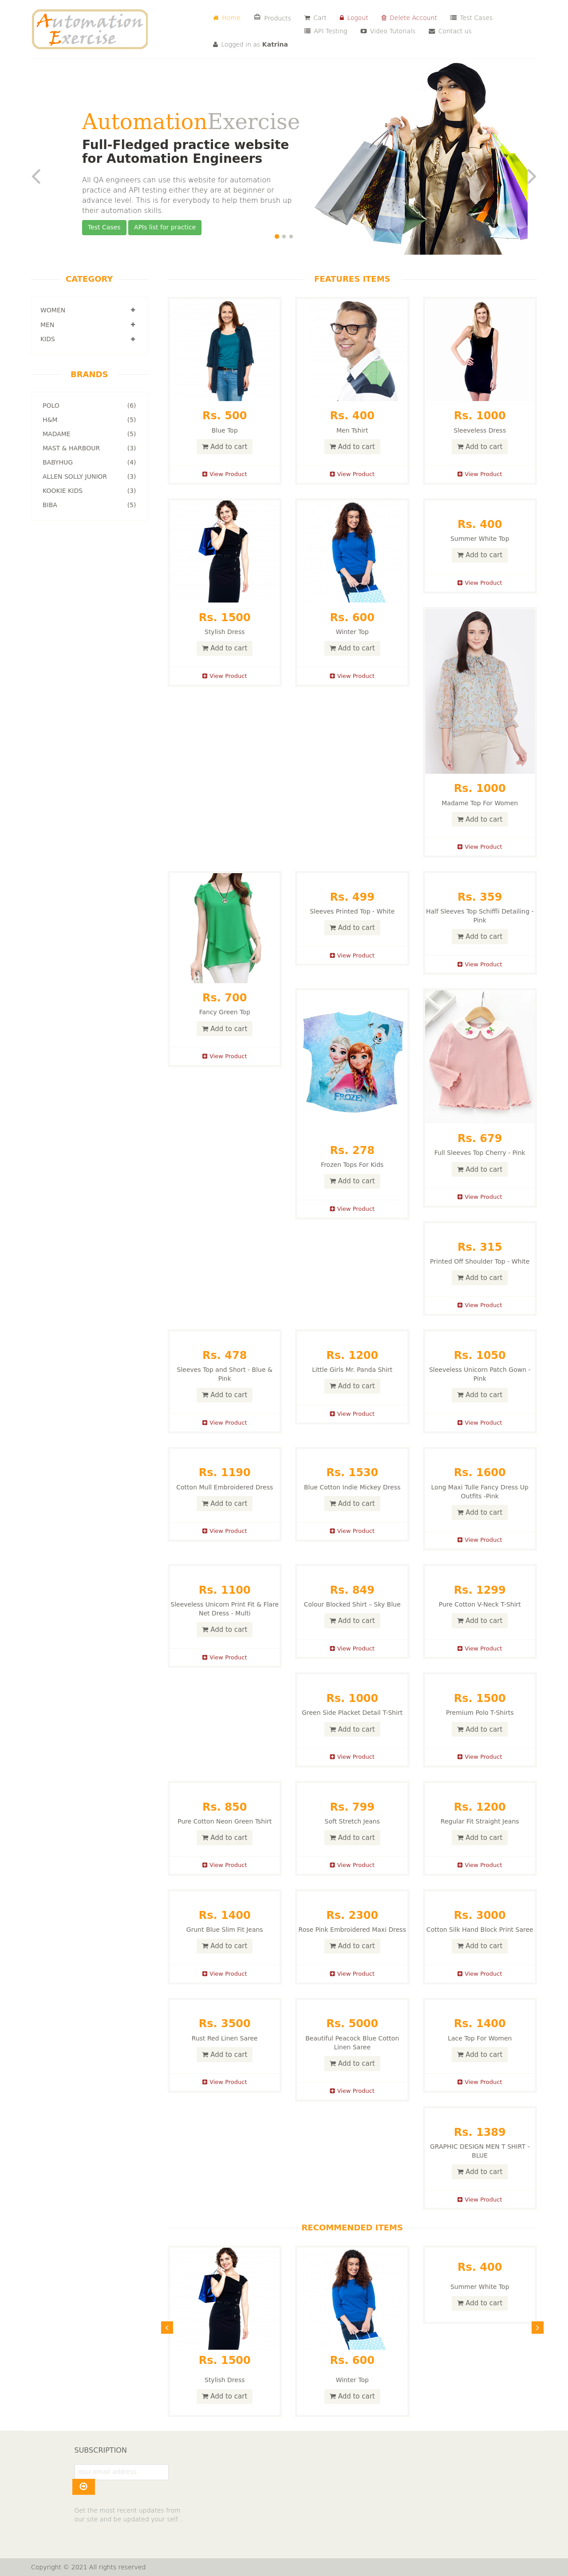 Automation
Exercise
Home
Products
Cart
Logout
Delete Account
Test Cases
API Testing
Video Tutorials
Contact us
Logged in as Katrina
AutomationExercise
Full-Fledged practice website
for Automation Engineers
All QA engineers can use this website for automation
practice and API testing either they are at beginner or
advance level. This is for everybody to help them brush up
their automation skills.
Test Cases
APIs list for practice
CATEGORY
WOMEN
MEN
KIDS
BRANDS
POLO (6)
H&M (5)
MADAME (5)
MAST & HARBOUR (3)
BABYHUG (4)
ALLEN SOLLY JUNIOR (3)
KOOKIE KIDS (3)
BIBA (5)
FEATURES ITEMS
Rs. 500
Blue Top
Add to cart
View Product
Rs. 400
Men Tshirt
Add to cart
View Product
Rs. 1000
Sleeveless Dress
Add to cart
View Product
Rs. 1500
Stylish Dress
Add to cart
View Product
Rs. 600
Winter Top
Add to cart
View Product
Rs. 400
Summer White Top
Add to cart
View Product
Rs. 1000
Madame Top For Women
Add to cart
View Product
Rs. 700
Fancy Green Top
Add to cart
View Product
Rs. 499
Sleeves Printed Top - White
Add to cart
View Product
Rs. 359
Half Sleeves Top Schiffli Detailing -
Pink
Add to cart
View Product
FROZEN
Rs. 278
Frozen Tops For Kids
Add to cart
View Product
Rs. 679
Full Sleeves Top Cherry - Pink
Add to cart
View Product
Rs. 315
Printed Off Shoulder Top - White
Add to cart
View Product
Rs. 478
Sleeves Top and Short - Blue &
Pink
Add to cart
View Product
Rs. 1200
Little Girls Mr. Panda Shirt
Add to cart
View Product
Rs. 1050
Sleeveless Unicorn Patch Gown -
Pink
Add to cart
View Product
Rs. 1190
Cotton Mull Embroidered Dress
Add to cart
View Product
Rs. 1530
Blue Cotton Indie Mickey Dress
Add to cart
View Product
Rs. 1600
Long Maxi Tulle Fancy Dress Up
Outfits -Pink
Add to cart
View Product
Rs. 1100
Sleeveless Unicorn Print Fit & Flare
Net Dress - Multi
Add to cart
View Product
Rs. 849
Colour Blocked Shirt – Sky Blue
Add to cart
View Product
Rs. 1299
Pure Cotton V-Neck T-Shirt
Add to cart
View Product
Rs. 1000
Green Side Placket Detail T-Shirt
Add to cart
View Product
Rs. 1500
Premium Polo T-Shirts
Add to cart
View Product
Rs. 850
Pure Cotton Neon Green Tshirt
Add to cart
View Product
Rs. 799
Soft Stretch Jeans
Add to cart
View Product
Rs. 1200
Regular Fit Straight Jeans
Add to cart
View Product
Rs. 1400
Grunt Blue Slim Fit Jeans
Add to cart
View Product
Rs. 2300
Rose Pink Embroidered Maxi Dress
Add to cart
View Product
Rs. 3000
Cotton Silk Hand Block Print Saree
Add to cart
View Product
Rs. 3500
Rust Red Linen Saree
Add to cart
View Product
Rs. 5000
Beautiful Peacock Blue Cotton
Linen Saree
Add to cart
View Product
Rs. 1400
Lace Top For Women
Add to cart
View Product
Rs. 1389
GRAPHIC DESIGN MEN T SHIRT -
BLUE
Add to cart
View Product
RECOMMENDED ITEMS
Rs. 1500
Stylish Dress
Add to cart
Rs. 600
Winter Top
Add to cart
Rs. 400
Summer White Top
Add to cart
SUBSCRIPTION
Your email address
Get the most recent updates from
our site and be updated your self...
Copyright © 2021 All rights reserved